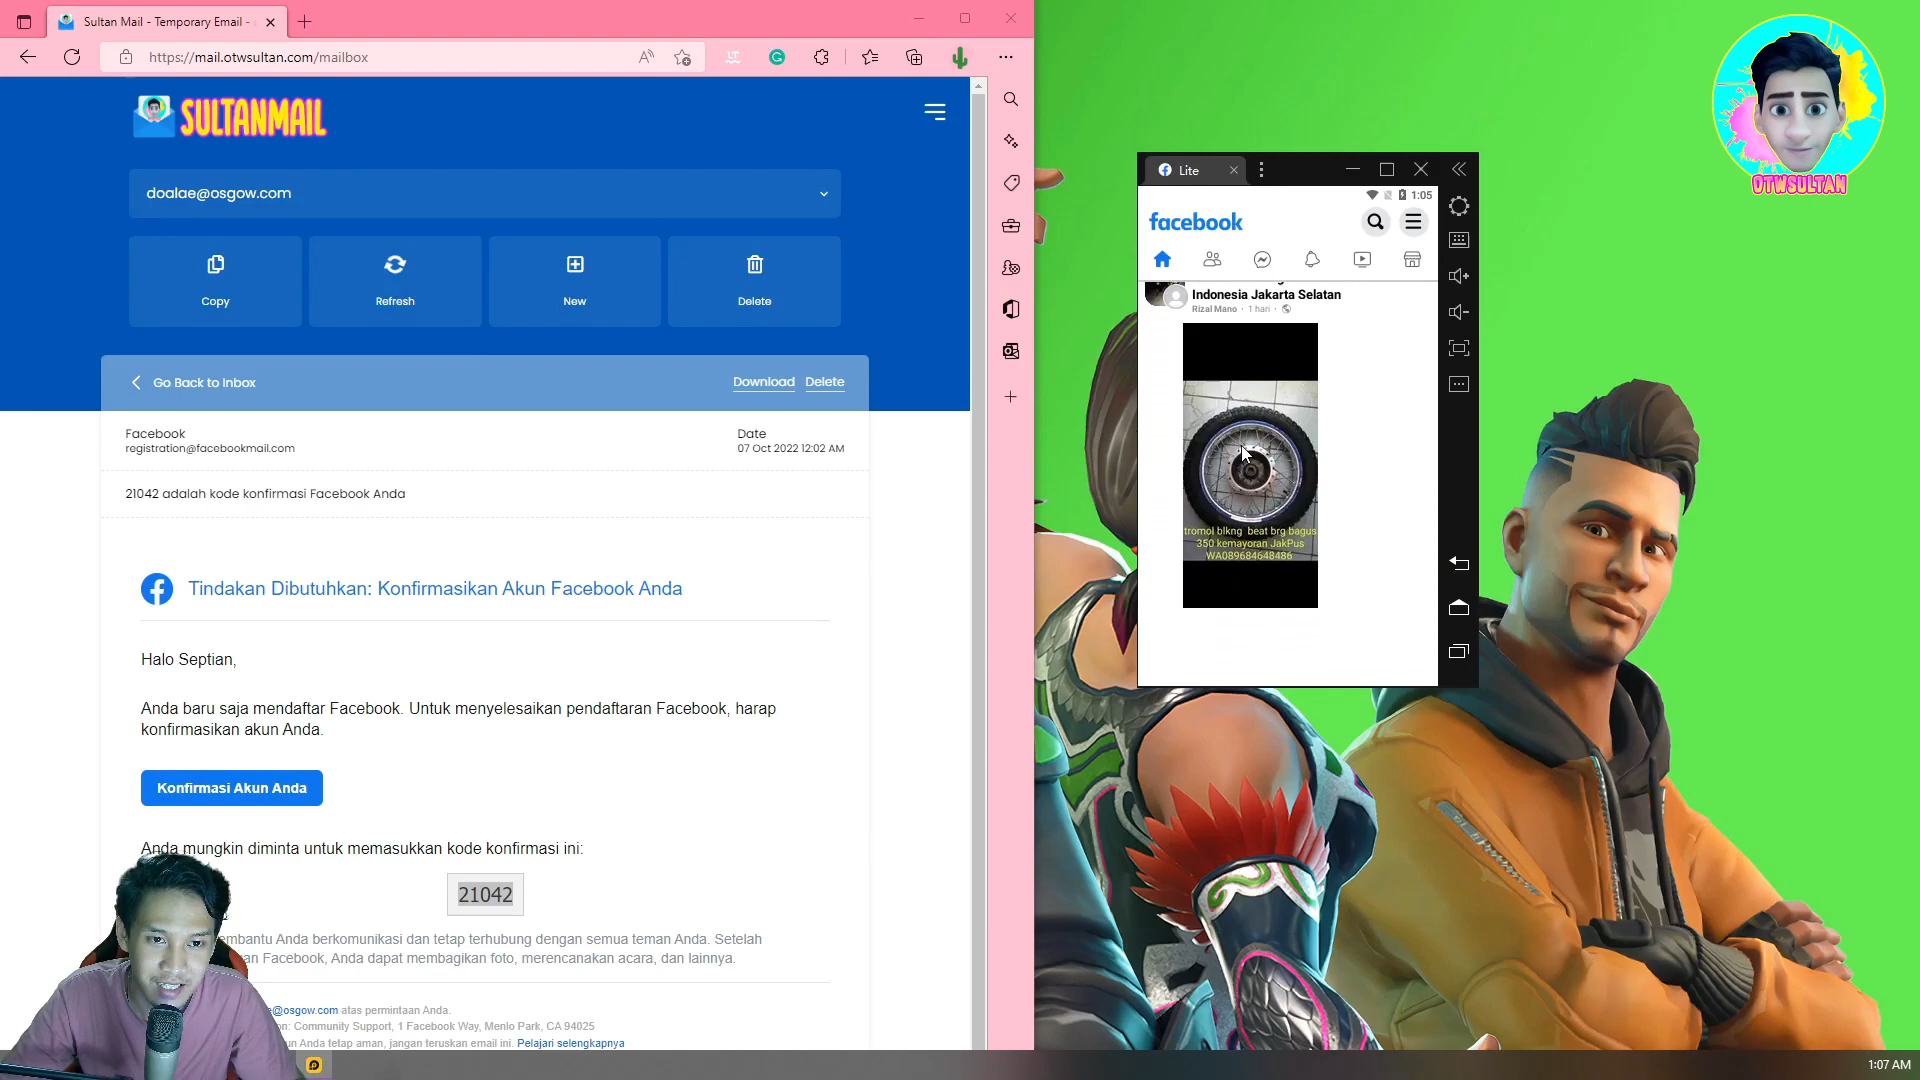 Sultan Mail - Temporary Email -
https://mail.otwsultan.com/mailbox
SULTANMAIL
doalae@osgow.com
Copy
Refresh
New
Delete
Go Back to Inbox
Download Delete
Facebook
registration@facebookmail.com
Date
07 Oct 2022 12:02 AM
21042 adalah kode konfirmasi Facebook Anda
Tindakan Dibutuhkan: Konfirmasikan Akun Facebook Anda
Halo Septian,
Anda baru saja mendaftar Facebook. Untuk menyelesaikan pendaftaran Facebook, harap
konfirmasikan akun Anda.
Konfirmasi Akun Anda
Anda mungkin diminta untuk memasukkan kode konfirmasi ini:
21042
Anda berkomunikasi dan tetap terhubung dengan semua teman Anda. Setelah
Facebook, Anda dapat membagikan foto, merencanakan acara, dan lainnya.
@osgow.com atas permintaan Anda.
Community Support, 1 Facebook Way, Menlo Park, CA 94025
Anda tetap aman, jangan teruskan email ini. Pelajari selengkapnya
Lite
1:05
facebook
Indonesia Jakarta Selatan
Rizal Mano · 1 hari ·
tromol blkng beat brg bagus
350 kemayoran JakPus
WA089684648486
OTWSULTAN
1:07 AM